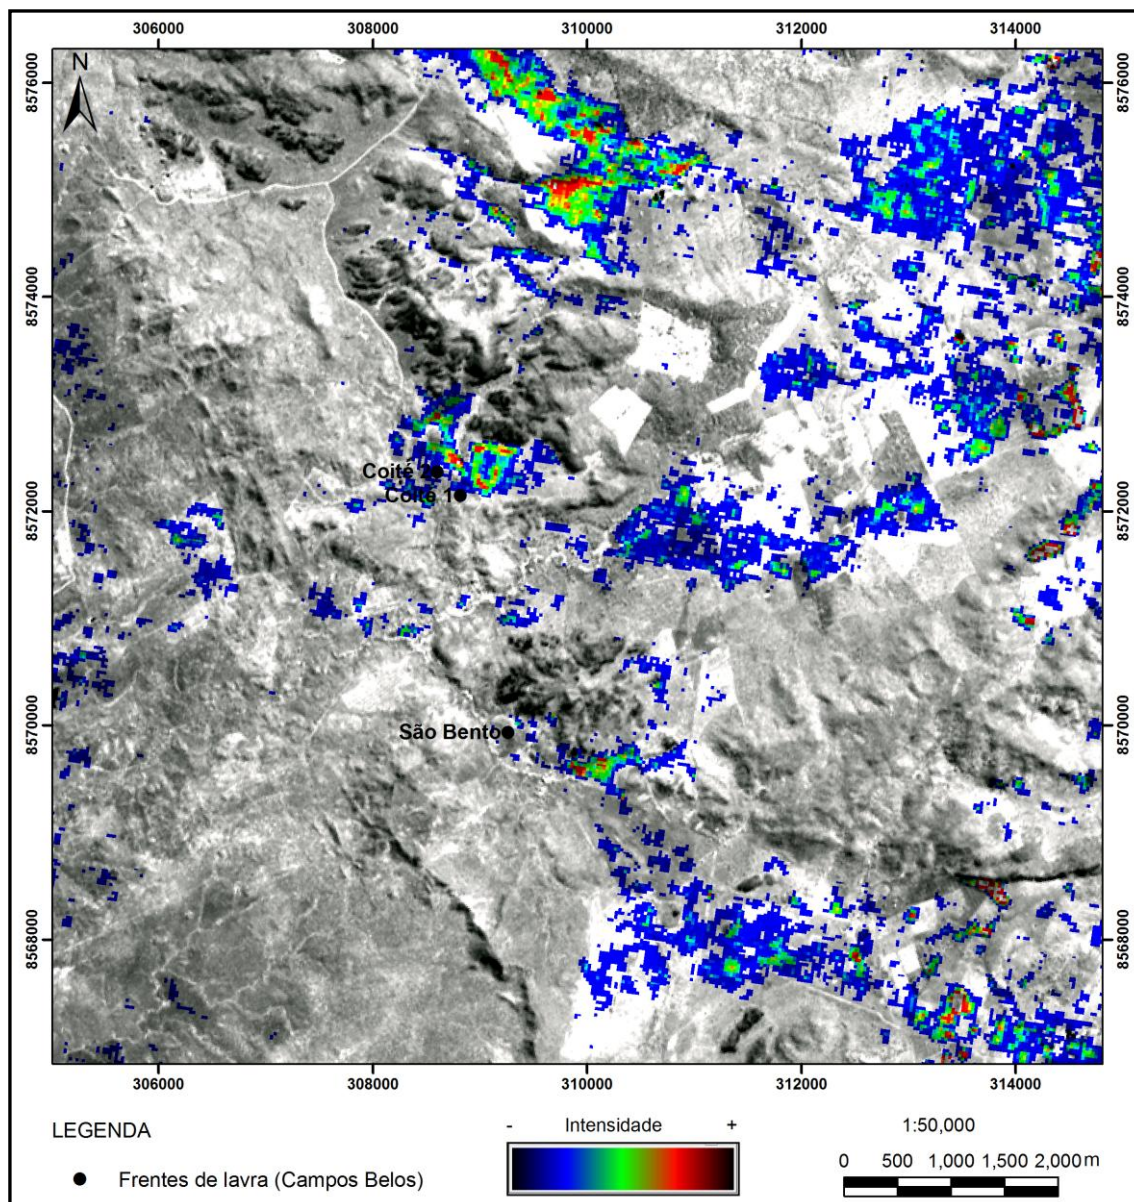 306000 308000 310000 312000 314000
N
8576000 8576000
8574000 8574000
Coité 2
Coité 1
8572000 8572000
São Bento
8570000 8570000
8568000 8568000
306000 308000 310000 312000 314000
LEGENDA
- Intensidade +
1:50,000
Frentes de lavra (Campos Belos)
0 500 1,000 1,500 2,000 m